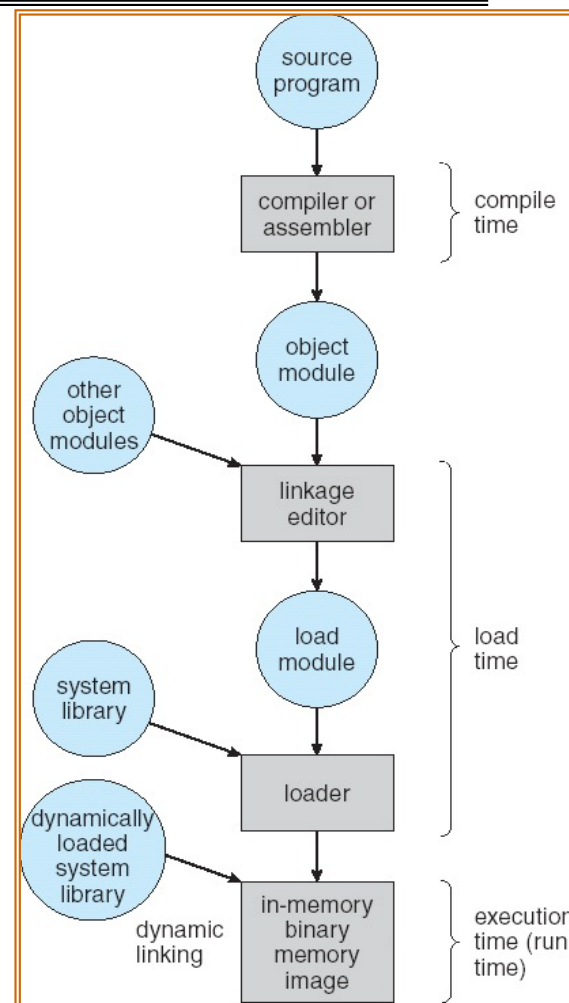 source
program
compiler or
assembler
compile
time
object
module
other
object
modules
linkage
editor
load
module
load
time
system
library
loader
dynamically
loaded
system
library
dynamic
linking
in-memory
binary
memory
image
execution
time (run
time)